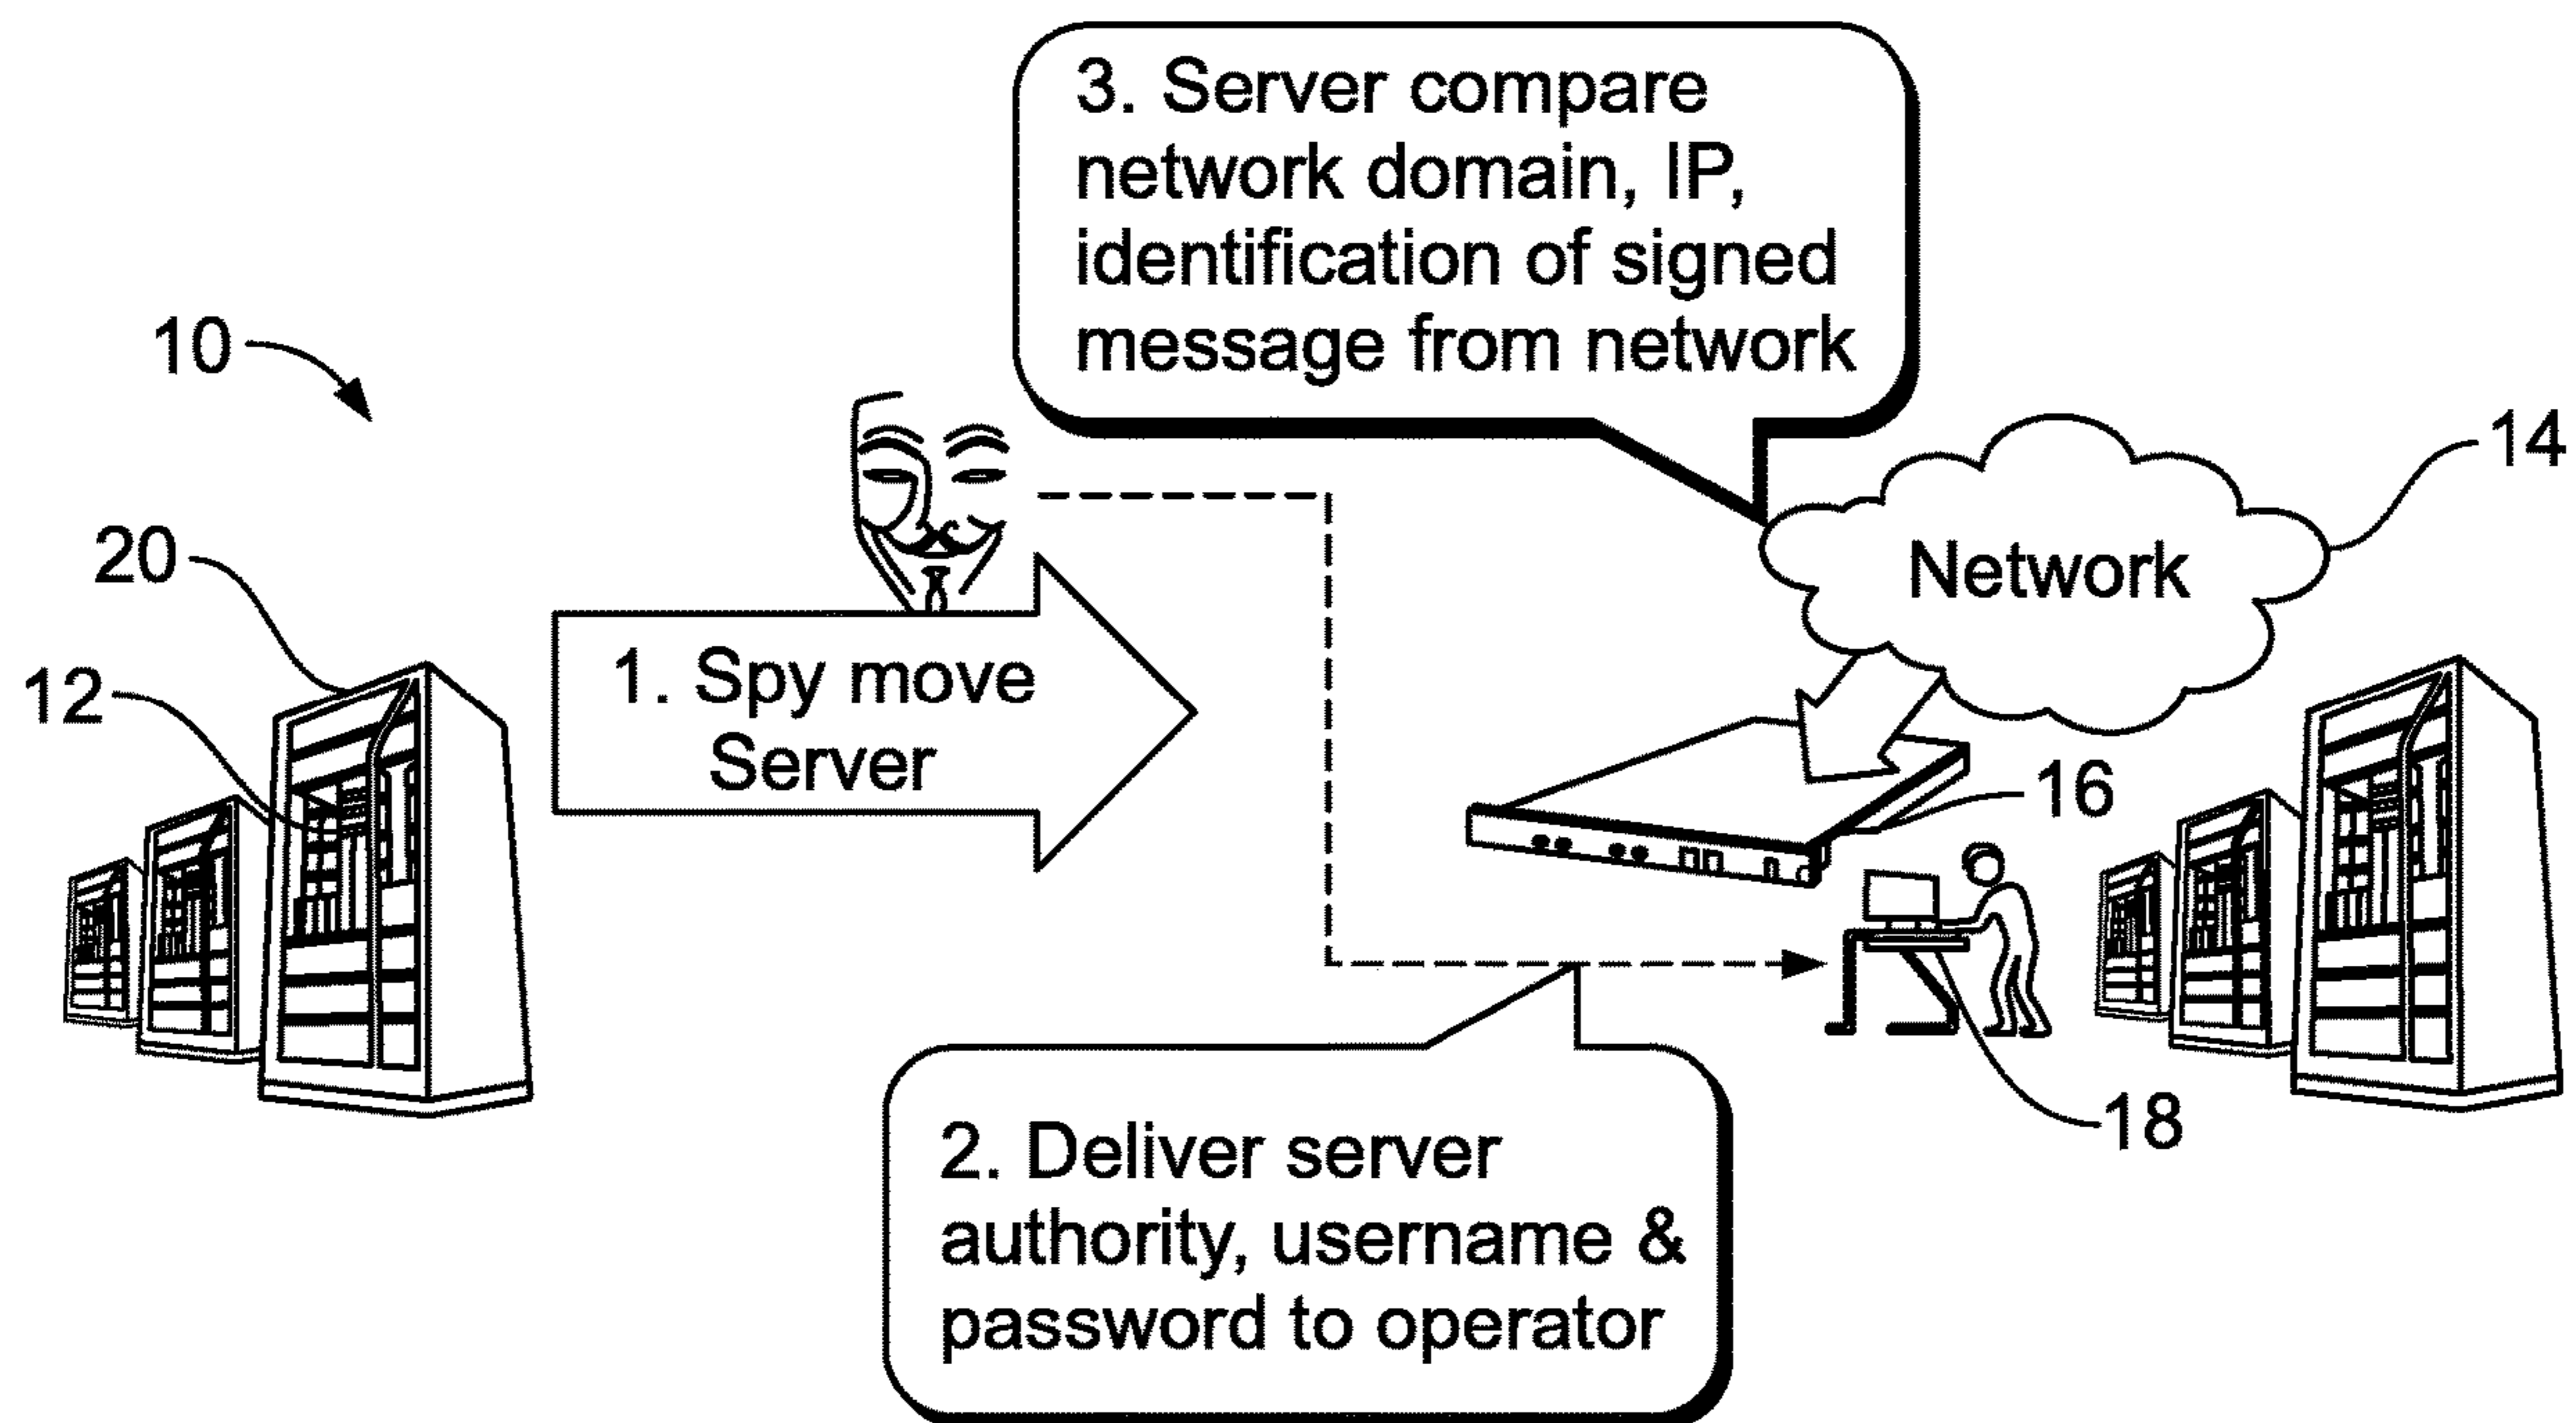 3. Server compare
network domain, IP,
identification of signed
message from network
10
14
20
Network
12
1. Spy move
Server
16
18
2. Deliver server
authority, username &
password to operator